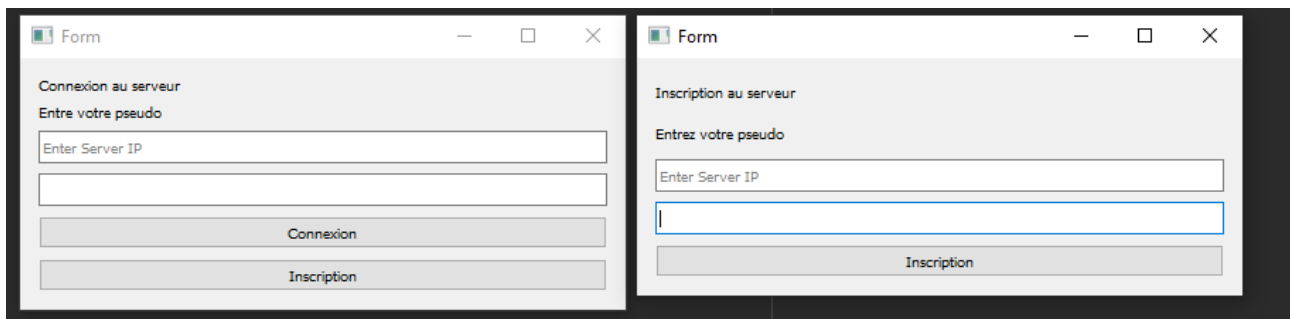 Form
Connexion au serveur
Entre votre pseudo
Enter Server IP
Connexion
Inscription
Form
Inscription au serveur
Entrez votre pseudo
Enter Server IP
Inscription